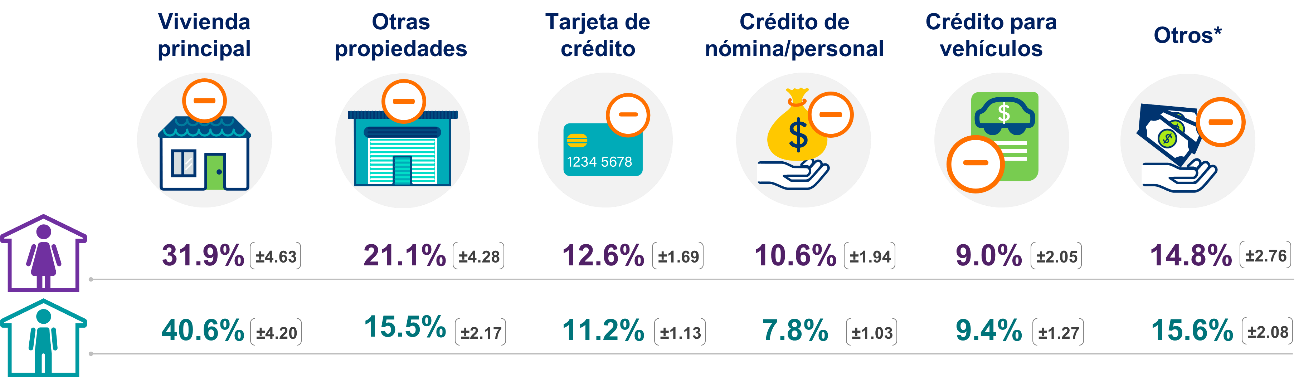 Vivienda
principal
Otras
propiedades
Tarjeta de
crédito
Crédito de
nómina/personal
Crédito para
vehículos
Otros*
$
1234 5678
$
$
$
31.9% ±4.63 21.1% ±4.28 12.6% ±1.69 10.6% ±1.94 9.0% ±2.05 14.8% ±2.76
40.6% ±4.20 15.5% ±2.17 11.2% ±1.13 7.8% ±1.03 9.4% ±1.27 15.6% ±2.08